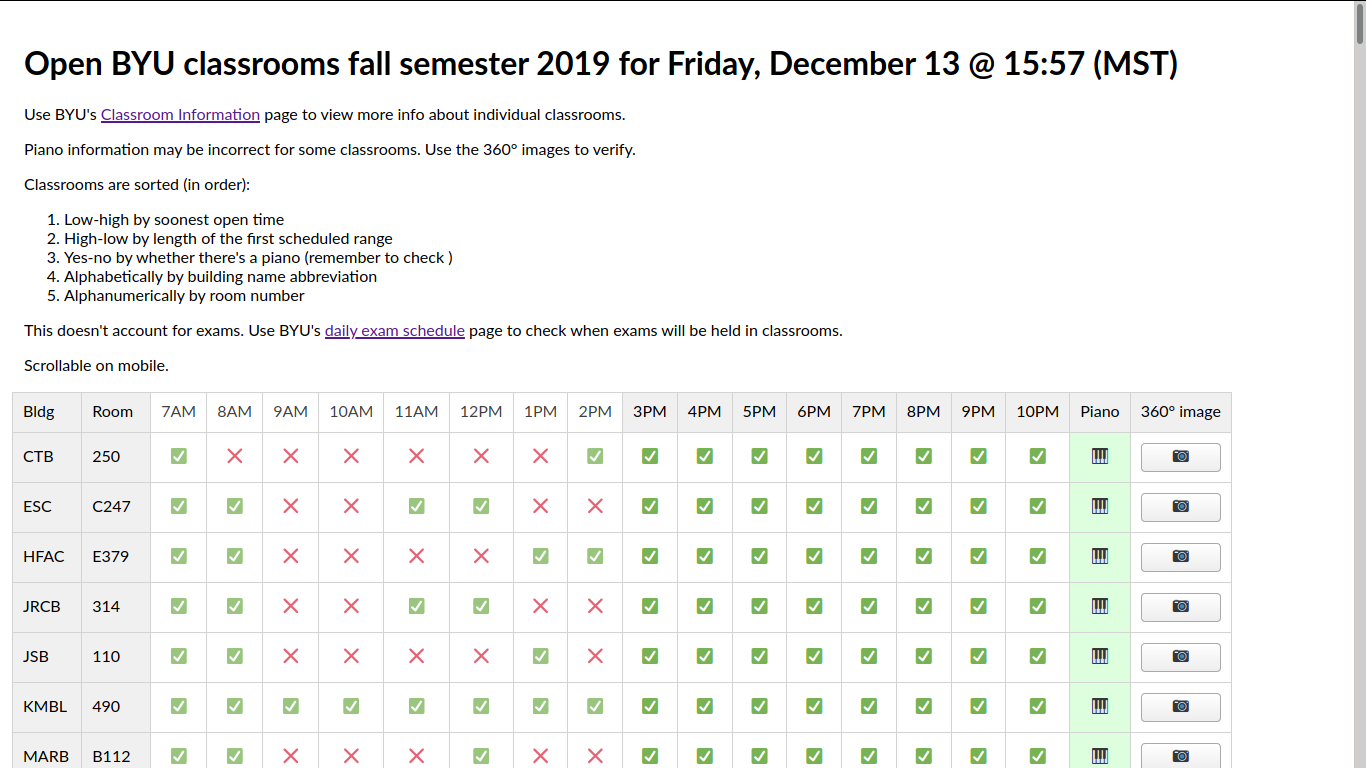 Open BYU classrooms fall semester 2019 for Friday, December 13 @ 15:57 (MST)
Use BYU's Classroom Information page to view more info about individual classrooms.
Piano information may be incorrect for some classrooms. Use the 360° images to verify.
Classrooms are sorted (in order):
1. Low-high by soonest open time
2. High-low by length of the first scheduled range
3. Yes-no by whether there's a piano (remember to check )
4. Alphabetically by building name abbreviation
5. Alphanumerically by room number
This doesn't account for exams. Use BYU's daily exam schedule page to check when exams will be held in classrooms.
Scrollable on mobile.
Bldg Room 7AM 8AM 9AM 10AM 11AM 12PM 1PM 2PM 3PM 4PM 5PM 6PM 7PM 8PM 9PM 10PM Piano 360° image
CTB 250
ESC C247
HFAC E379
JRCB 314
JSB 110
KMBL 490
MARB B112